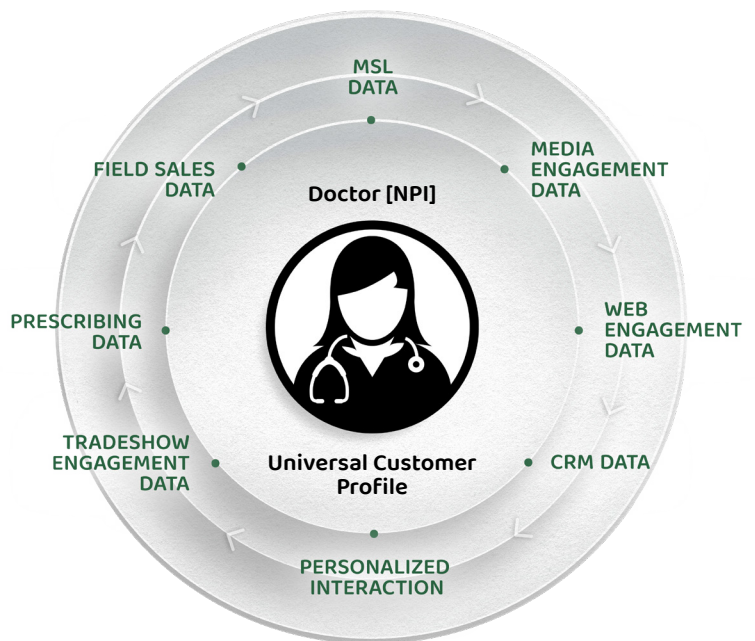 MSL
DATA
MEDIA
ENGAGEMENT
DATA
FIELD SALES
DATA
Doctor [NPI]
PRESCRIBING
DATA
WEB
ENGAGEMENT
DATA
TRADESHOW
ENGAGEMENT
DATA
Universal Customer
Profile
CRM DATA
PERSONALIZED
INTERACTION